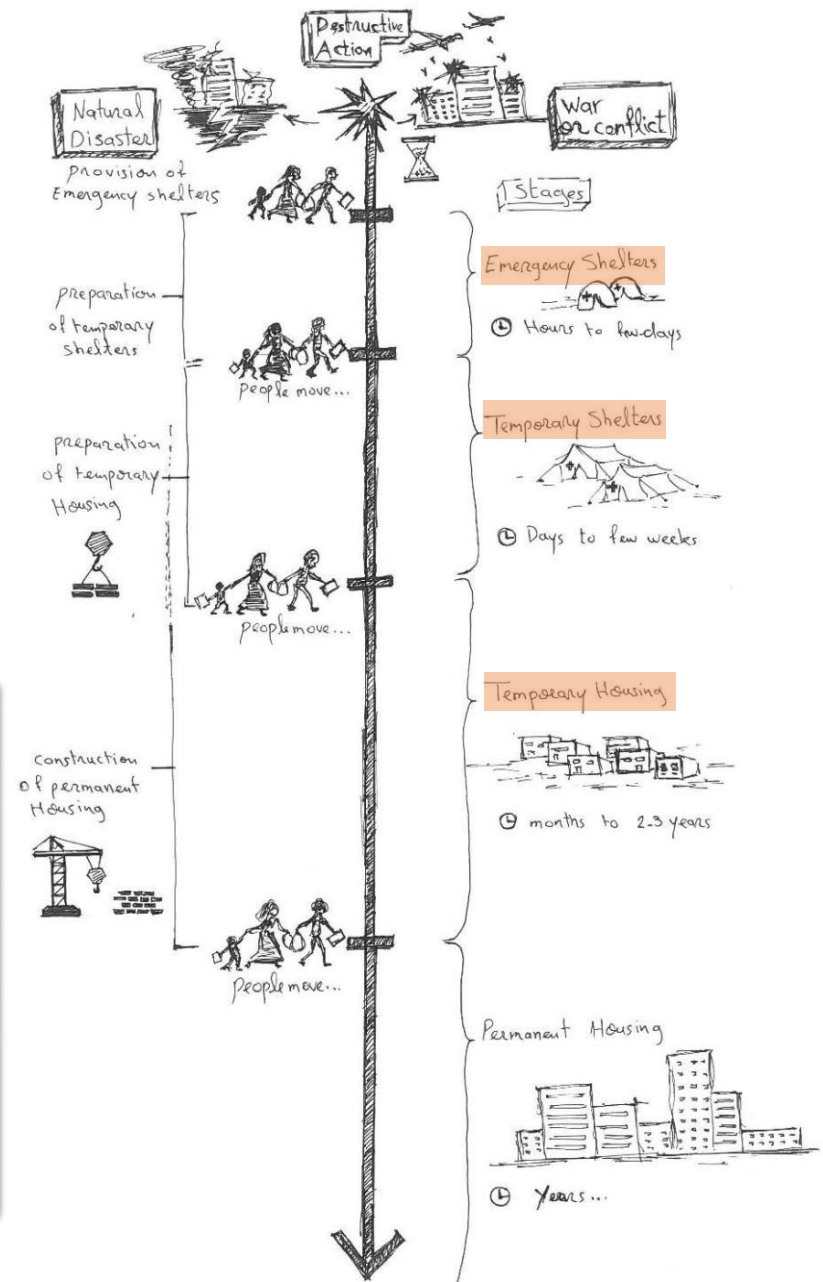 Destructive
Action
Natural
Disaster
War
or conflict
provision of
Emergency shelters
Stages
Emergency Shelters
Hours to few-days
preparation
of temporary
shelters
people move...
Temporary Shelters
Days to few weeks
preparation
of temporary
Housing
people move...
Temporary Housing
months to 2-3 years
construction
of permanent
Housing
people move...
Permanent Housing
Years...